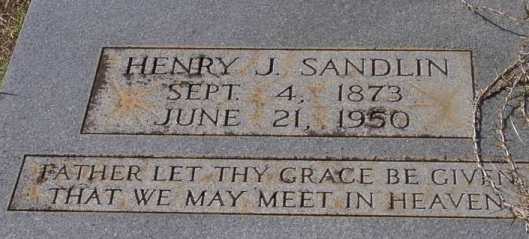 HENRY J. SANDLIN
SEPT. 4, 1873
JUNE 21, 1950
FATHER LET THY GRACE BE GIVEN
THAT WE MAY MEET IN HEAVEN.